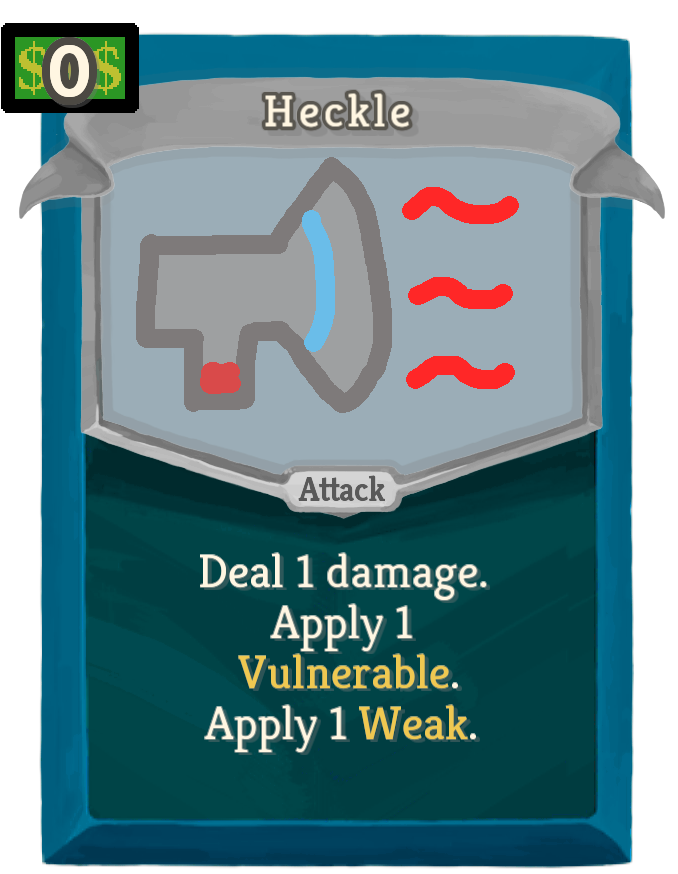 $0$
Heckle
Attack
Deal 1 damage.
Apply 1
Vulnerable.
Apply 1 Weak.